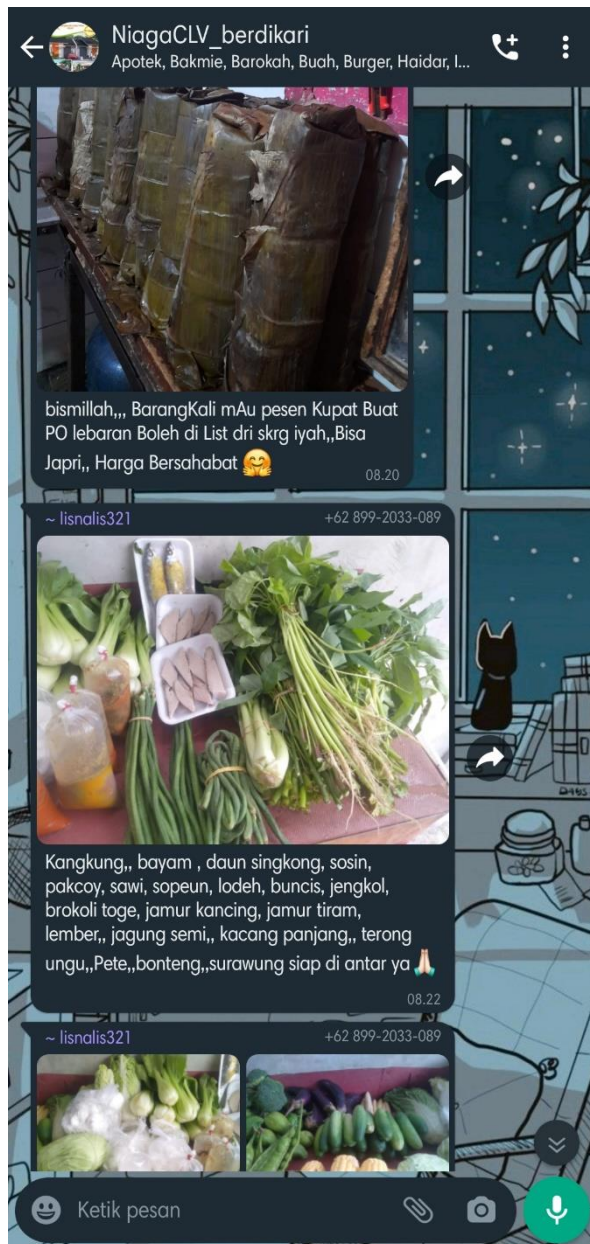 NiagaCLV_berdikari
Apotek, Bakmie, Barokah, Buah, Burger, Haidar, I...
bismillah,,, BarangKali mAu pesen Kupat Buat
PO lebaran Boleh di List dri skrg iyah,,Bisa
Japri,, Harga Bersahabat 🤗
08.20
~ lisnalis321 +62 899-2033-089
Kangkung,, bayam , daun singkong, sosin,
pakcoy, sawi, sopeun, lodeh, buncis, jengkol,
brokoli toge, jamur kancing, jamur tiram,
lember,, jagung semi,, kacang panjang,, terong
ungu,,Pete,,bonteng,,surawung siap di antar ya 🙏🏻
08.22
~ lisnalis321 +62 899-2033-089
Ketik pesan